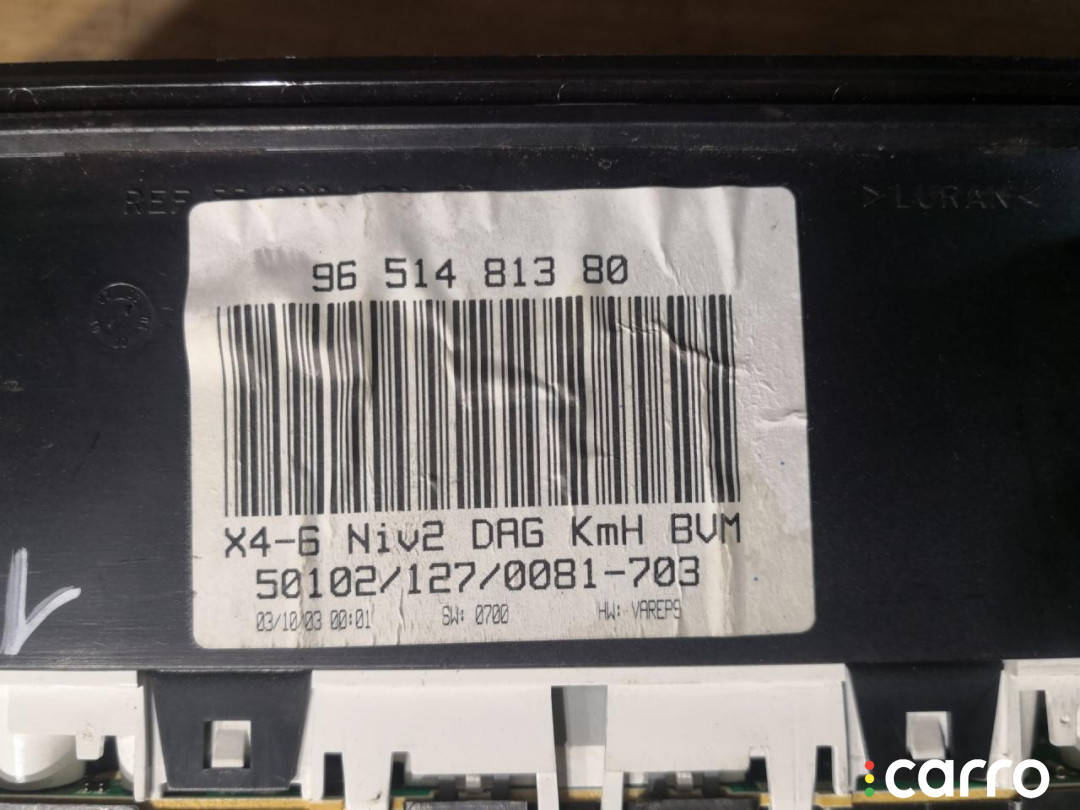 REF
>LURAN<
96 514 813 80
X4-6 Niv2 DAG KmH BVM
50102/127/0081-703
03/10/03 00:01 SW: 0700 HW: VAREPS
carro